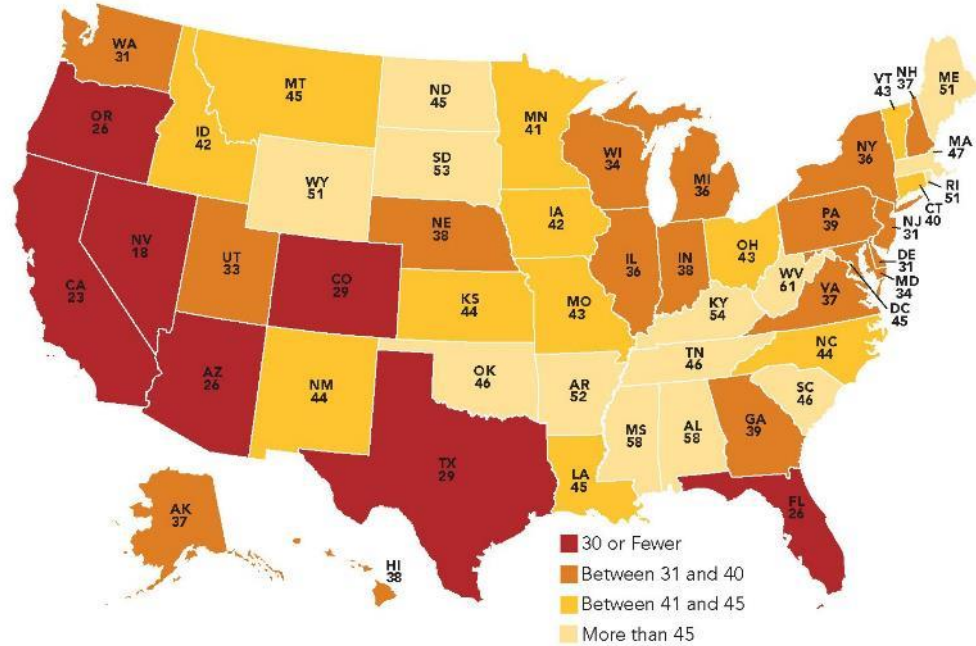 WA
31
MT
45
ND
45
MN
41
VT
43
NH
37
ME
51
OR
26
ID
42
WY
51
SD
53
WI
34
MI
36
NY
36
MA
47
RI
51
CT
40
NV
18
UT
33
CO
29
NE
38
IA
42
IL
36
IN
38
OH
43
PA
39
NJ
31
DE
31
MD
34
DC
45
CA
23
KS
44
MO
43
KY
54
WV
61
VA
37
AZ
26
NM
44
OK
46
AR
52
TN
46
NC
44
SC
46
TX
29
LA
45
MS
58
AL
58
GA
39
FL
26
AK
37
HI
38
30 or Fewer
Between 31 and 40
Between 41 and 45
More than 45